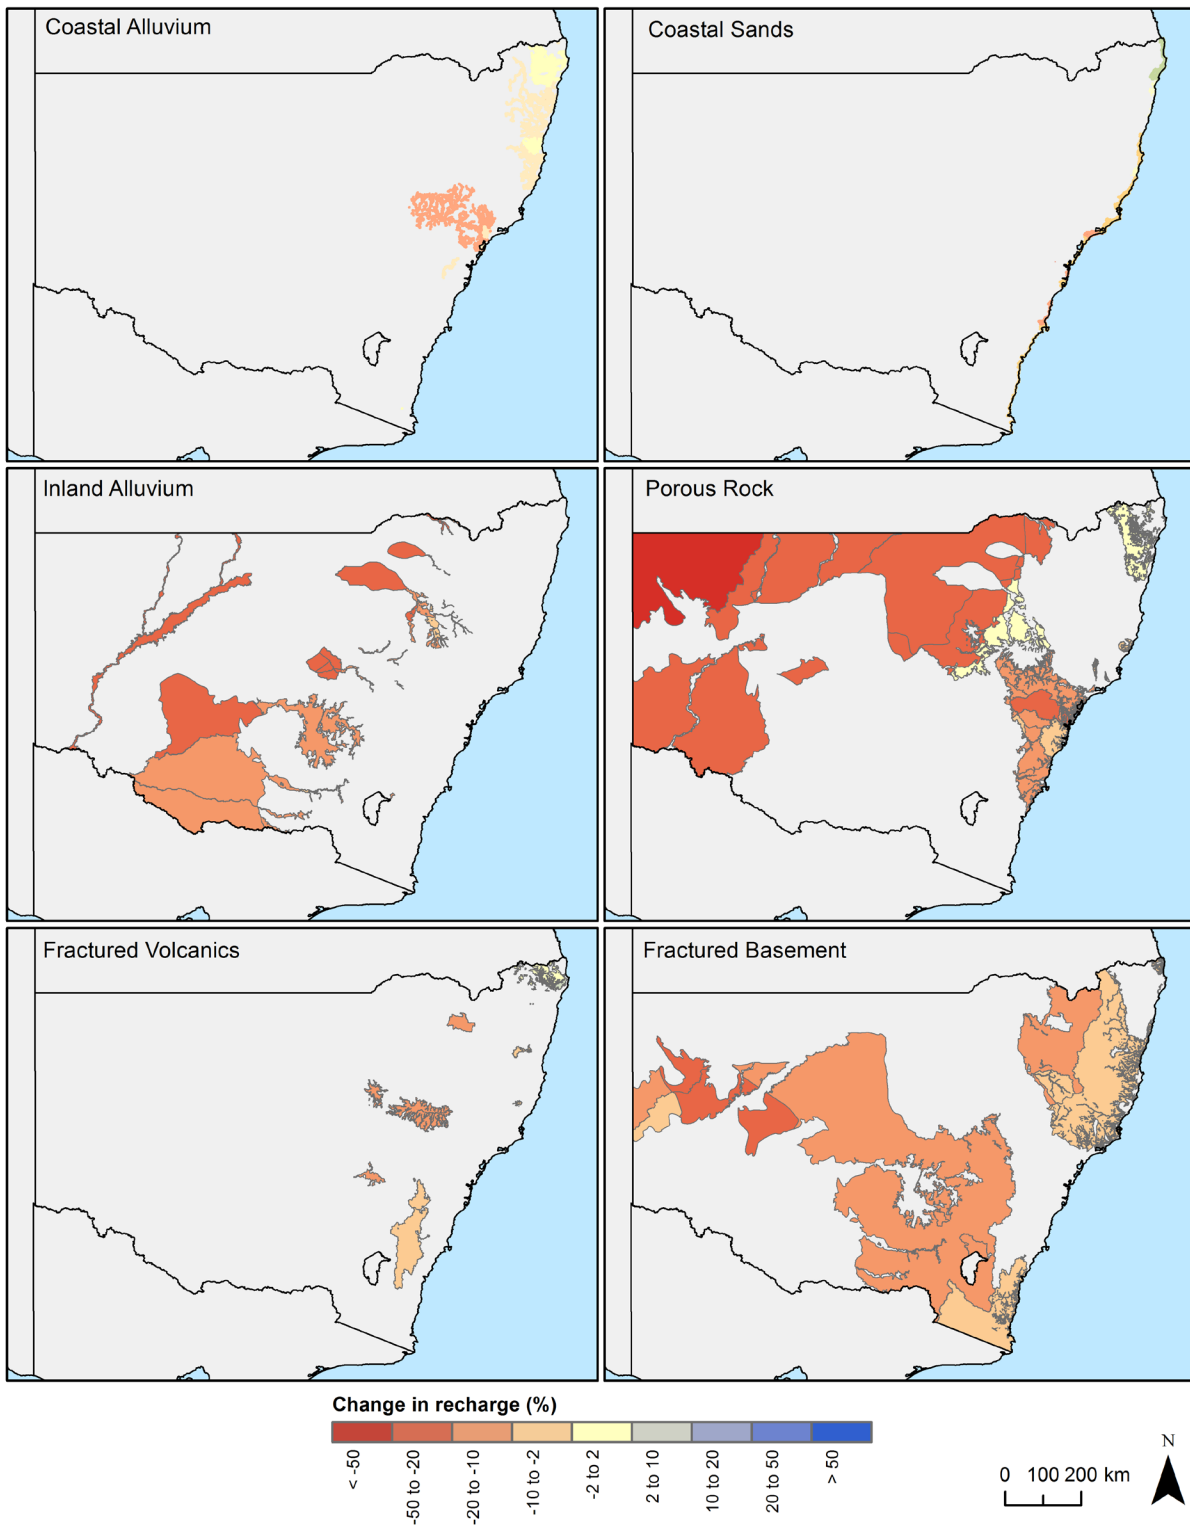 Coastal Alluvium
Coastal Sands
Inland Alluvium
Porous Rock
Fractured Volcanics
Fractured Basement
Change in recharge (%)
< -50
-50 to -20
-20 to -10
-10 to -2
-2 to 2
2 to 10
10 to 20
20 to 50
> 50
N
0 100 200 km